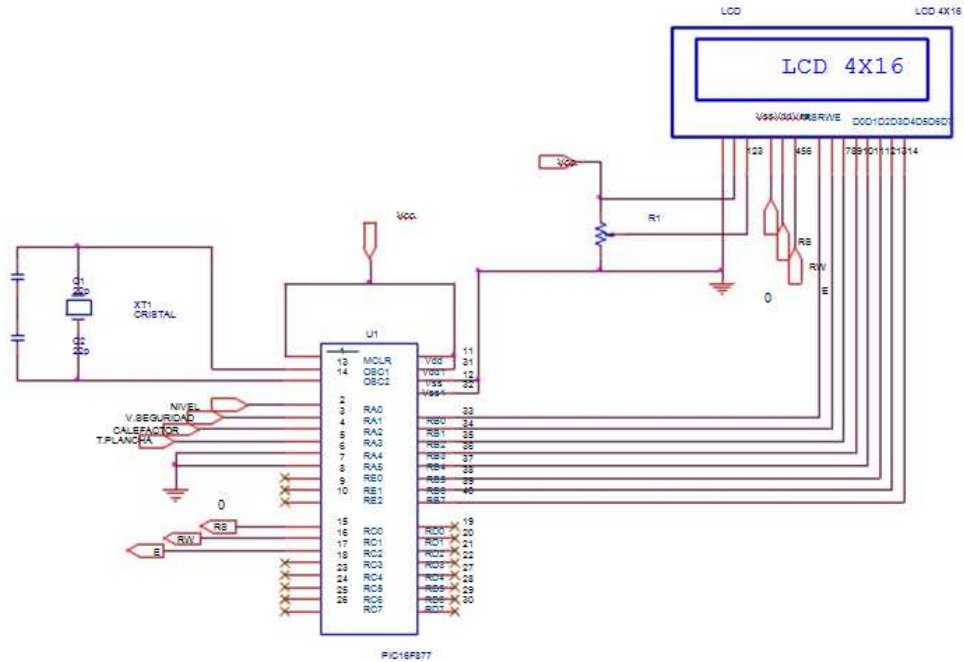 LCD
LCD 4X16
LCD 4X16
D0D1D2D3D4D5D6D7
123
456
7891011121314
Vcc
R1
RS
RW
E
0
Vcc
C1
22p
XT1
CRISTAL
C2
22p
U1
1
MCLR
13
OSC1
14
OSC2
Vdd
11
Vdd1
31
Vss
12
Vss1
32
NIVEL
V.SEGURIDAD
CALEFACTOR
T.PLANCHA
2
RA0
3
RA1
4
RA2
5
RA3
6
RA4
7
RA5
8
RE0
9
RE1
10
RE2
33
RB0
34
RB1
35
RB2
36
RB3
37
RB4
38
RB5
39
RB6
40
RB7
0
RS
RW
E
15
RC0
16
RC1
17
RC2
18
RC3
23
RC4
24
RC5
25
RC6
26
RC7
19
RD0
20
RD1
21
RD2
22
RD3
27
RD4
28
RD5
29
RD6
30
RD7
PIC16F877